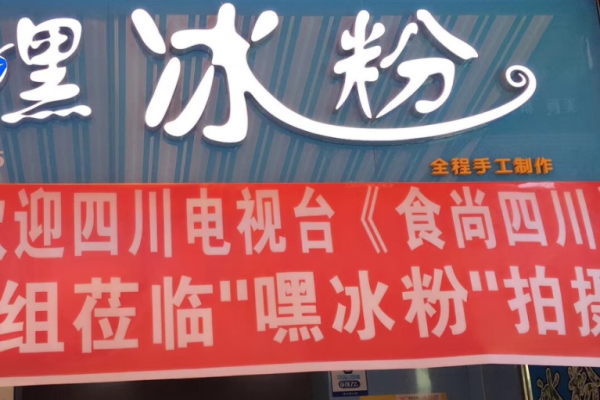 嘿冰粉
全程手工制作
欢迎四川电视台《食尚四川
组莅临"嘿冰粉"拍摄